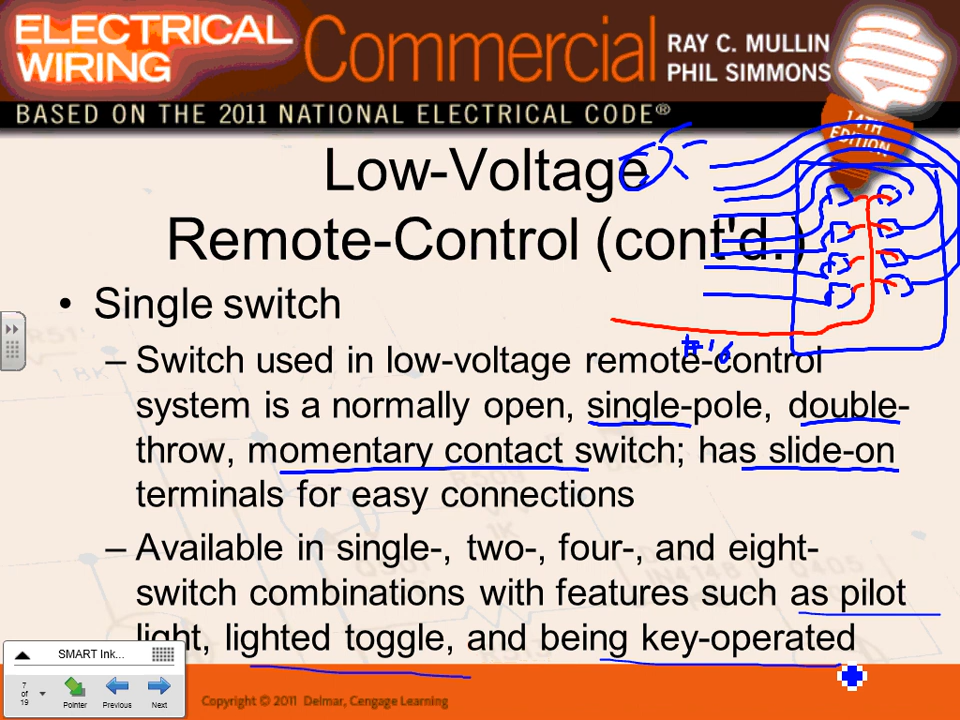 ELECTRICAL
WIRING
Commercial
RAY C. MULLIN
PHIL SIMMONS
BASED ON THE 2011 NATIONAL ELECTRICAL CODE®
14TH
EDITION
Low-Voltage
Remote-Control (cont'd.)
• Single switch
– Switch used in low-voltage remote-control
system is a normally open, single-pole, double-
throw, momentary contact switch; has slide-on
terminals for easy connections
– Available in single-, two-, four-, and eight-
switch combinations with features such as pilot
light, lighted toggle, and being key-operated
#16
SMART Ink...
7
of
19
Pointer
Previous
Next
Copyright © 2011 Delmar, Cengage Learning